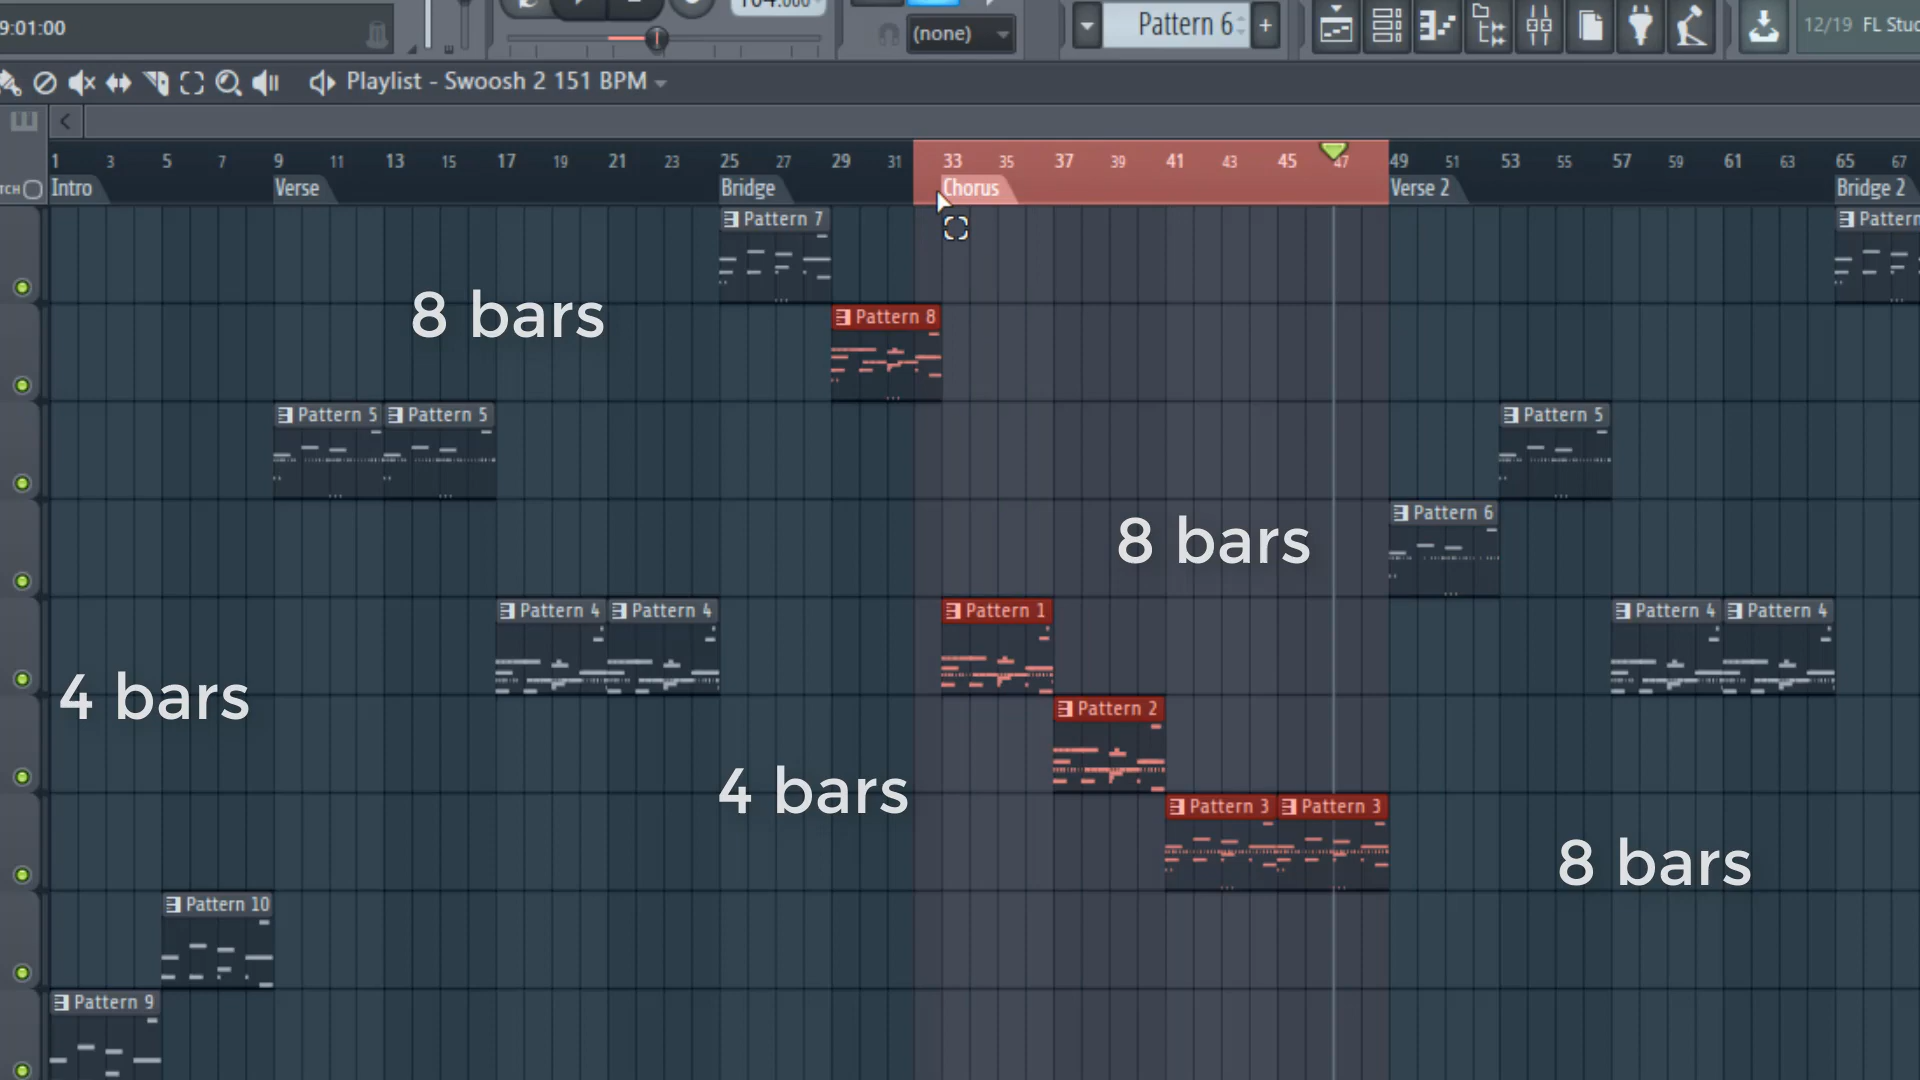 9:01:00
(none)
Pattern 6
+
12/19 FL Stud
Playlist - Swoosh 2 151 BPM
1 3 5 7 9 11 13 15 17 19 21 23 25 27 29 31 33 35 37 39 41 43 45 47 49 51 53 55 57 59 61 63 65 67
TCH
Intro Verse Bridge Chorus Verse 2 Bridge 2
Pattern 7
Pattern
8 bars
Pattern 8
Pattern 5 Pattern 5
Pattern 5
8 bars
Pattern 6
Pattern 4 Pattern 4
Pattern 1
Pattern 4 Pattern 4
4 bars
Pattern 2
4 bars
Pattern 3 Pattern 3
8 bars
Pattern 10
Pattern 9